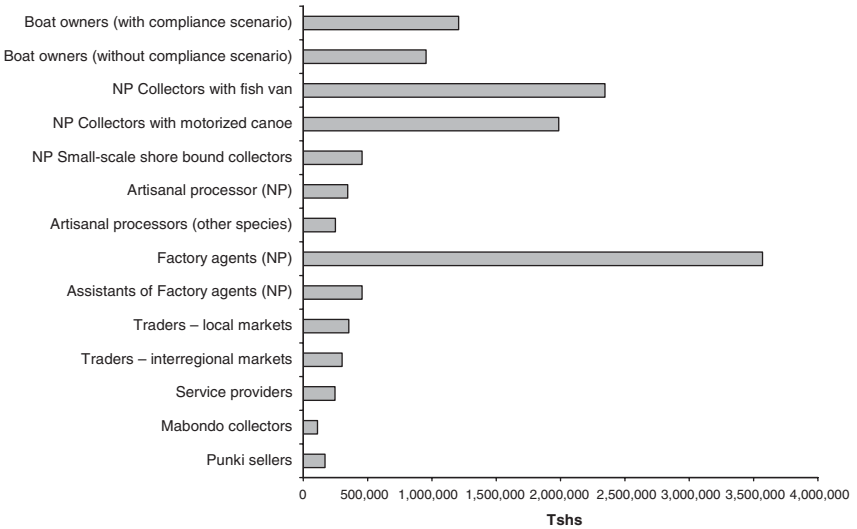 Boat owners (with compliance scenario)
Boat owners (without compliance scenario)
NP Collectors with fish van
NP Collectors with motorized canoe
NP Small-scale shore bound collectors
Artisanal processor (NP)
Artisanal processors (other species)
Factory agents (NP)
Assistants of Factory agents (NP)
Traders – local markets
Traders – interregional markets
Service providers
Mabondo collectors
Punki sellers
0 500,000 1,000,000 1,500,000 2,000,000 2,500,000 3,000,000 3,500,000 4,000,000
Tshs